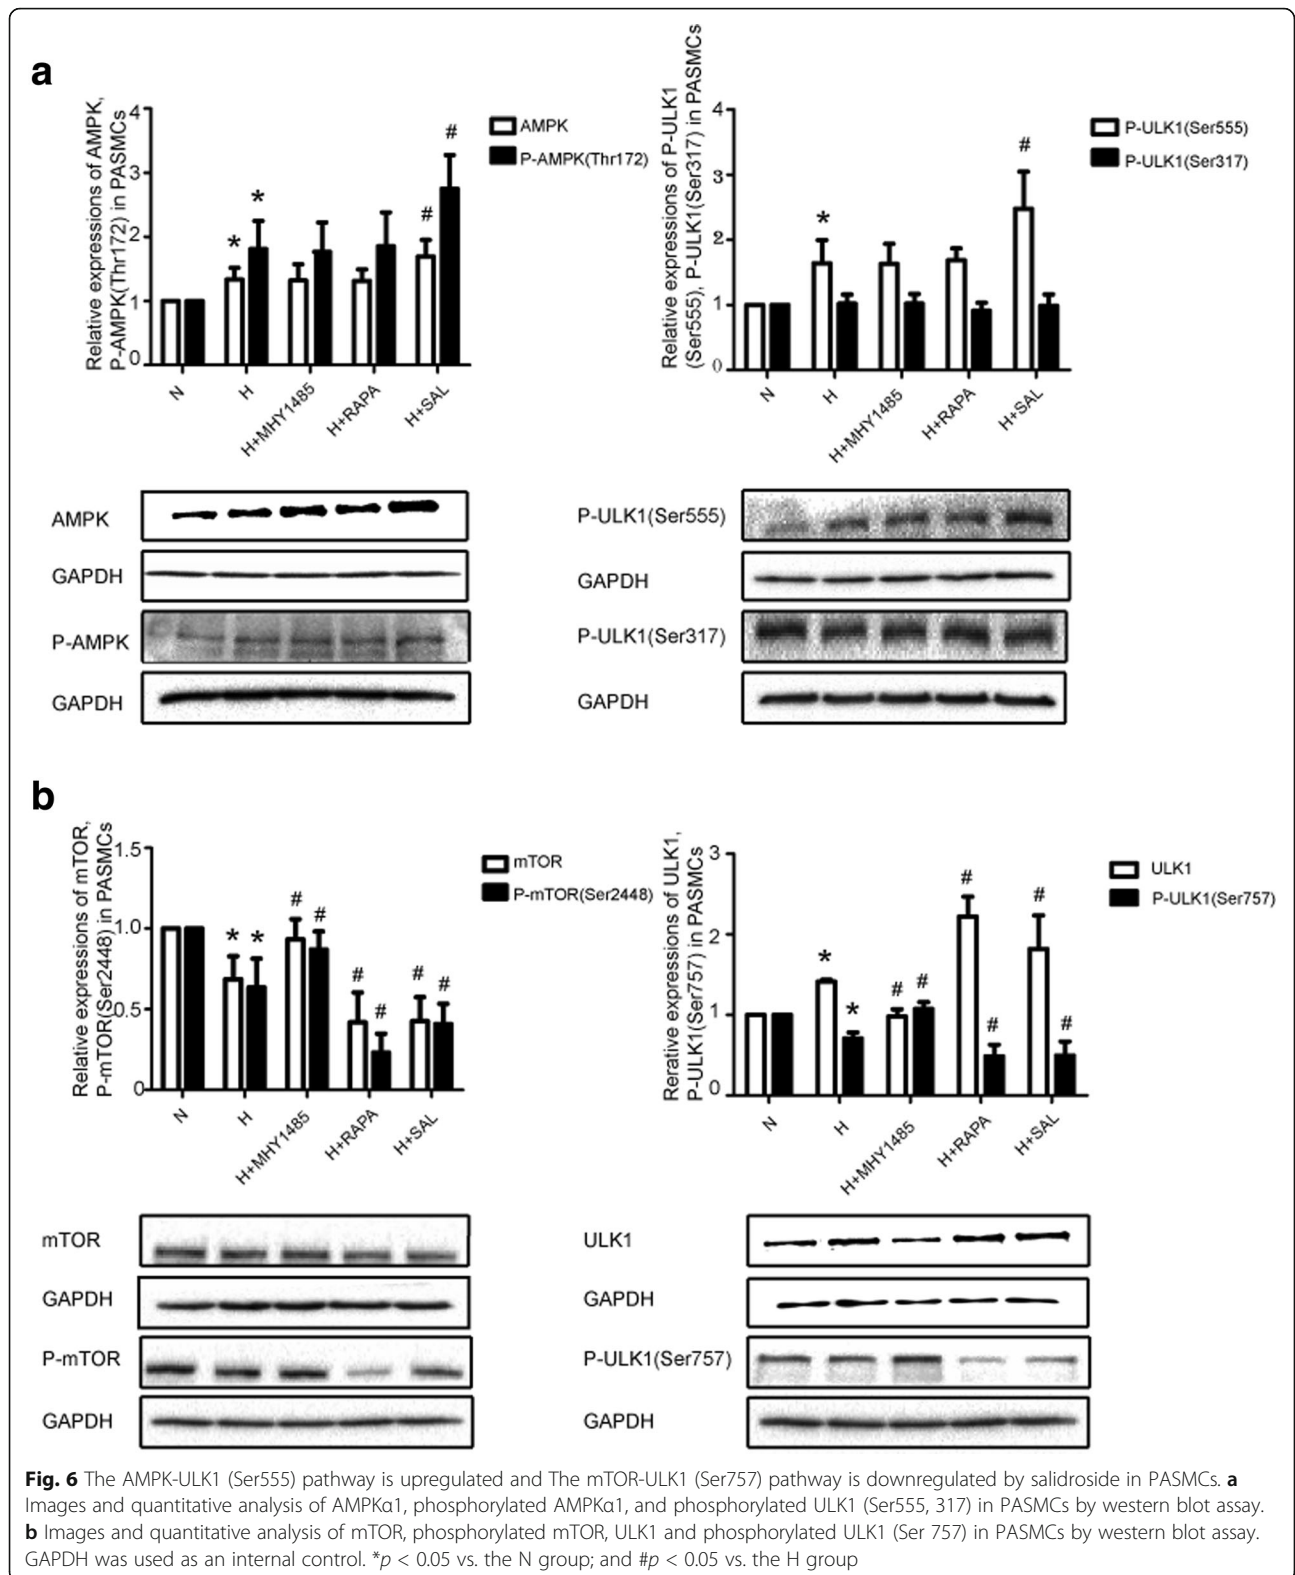 a
Relative expressions of AMPK,
P-AMPK(Thr172) in PASMCs
4
3
2
1
0
*
*
#
#
AMPK
P-AMPK(Thr172)
N
H
H+MHY1485
H+RAPA
H+SAL
Relative expressions of P-ULK1
(Ser555), P-ULK1(Ser317) in PASMCs
4
3
2
1
0
*
#
P-ULK1(Ser555)
P-ULK1(Ser317)
N
H
H+MHY1485
H+RAPA
H+SAL
AMPK
GAPDH
P-AMPK
GAPDH
P-ULK1(Ser555)
GAPDH
P-ULK1(Ser317)
GAPDH
b
Relative expressions of mTOR,
P-mTOR(Ser2448) in PASMCs
1.5
1.0
0.5
0
*
*
#
#
#
#
#
#
mTOR
P-mTOR(Ser2448)
N
H
H+MHY1485
H+RAPA
H+SAL
Rerative expressions of ULK1,
P-ULK1(Ser757) in PASMCs
3
2
1
0
*
*
#
#
#
#
#
#
ULK1
P-ULK1(Ser757)
N
H
H+MHY1485
H+RAPA
H+SAL
mTOR
GAPDH
P-mTOR
GAPDH
ULK1
GAPDH
P-ULK1(Ser757)
GAPDH
Fig. 6 The AMPK-ULK1 (Ser555) pathway is upregulated and The mTOR-ULK1 (Ser757) pathway is downregulated by salidroside in PASMCs. a
Images and quantitative analysis of AMPKα1, phosphorylated AMPKα1, and phosphorylated ULK1 (Ser555, 317) in PASMCs by western blot assay.
b Images and quantitative analysis of mTOR, phosphorylated mTOR, ULK1 and phosphorylated ULK1 (Ser 757) in PASMCs by western blot assay.
GAPDH was used as an internal control. *p < 0.05 vs. the N group; and #p < 0.05 vs. the H group